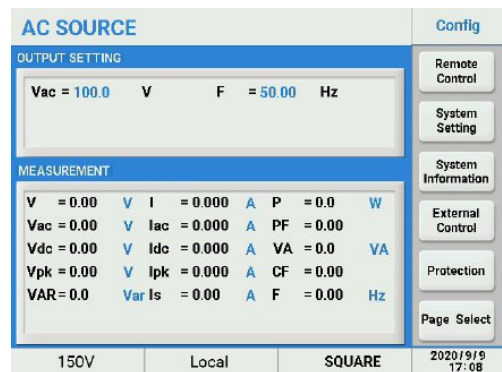 AC SOURCE
Config
OUTPUT SETTING
Vac = 100.0 V F = 50.00 Hz
MEASUREMENT
V = 0.00 V I = 0.000 A P = 0.0 W
Vac = 0.00 V Iac = 0.000 A PF = 0.00
Vdc = 0.00 V Idc = 0.000 A VA = 0.0 VA
Vpk = 0.00 V Ipk = 0.000 A CF = 0.00
VAR = 0.0 Var Is = 0.00 A F = 0.00 Hz
Remote
Control
System
Setting
System
Information
External
Control
Protection
Page Select
150V Local SQUARE
2020/9/9
17:08